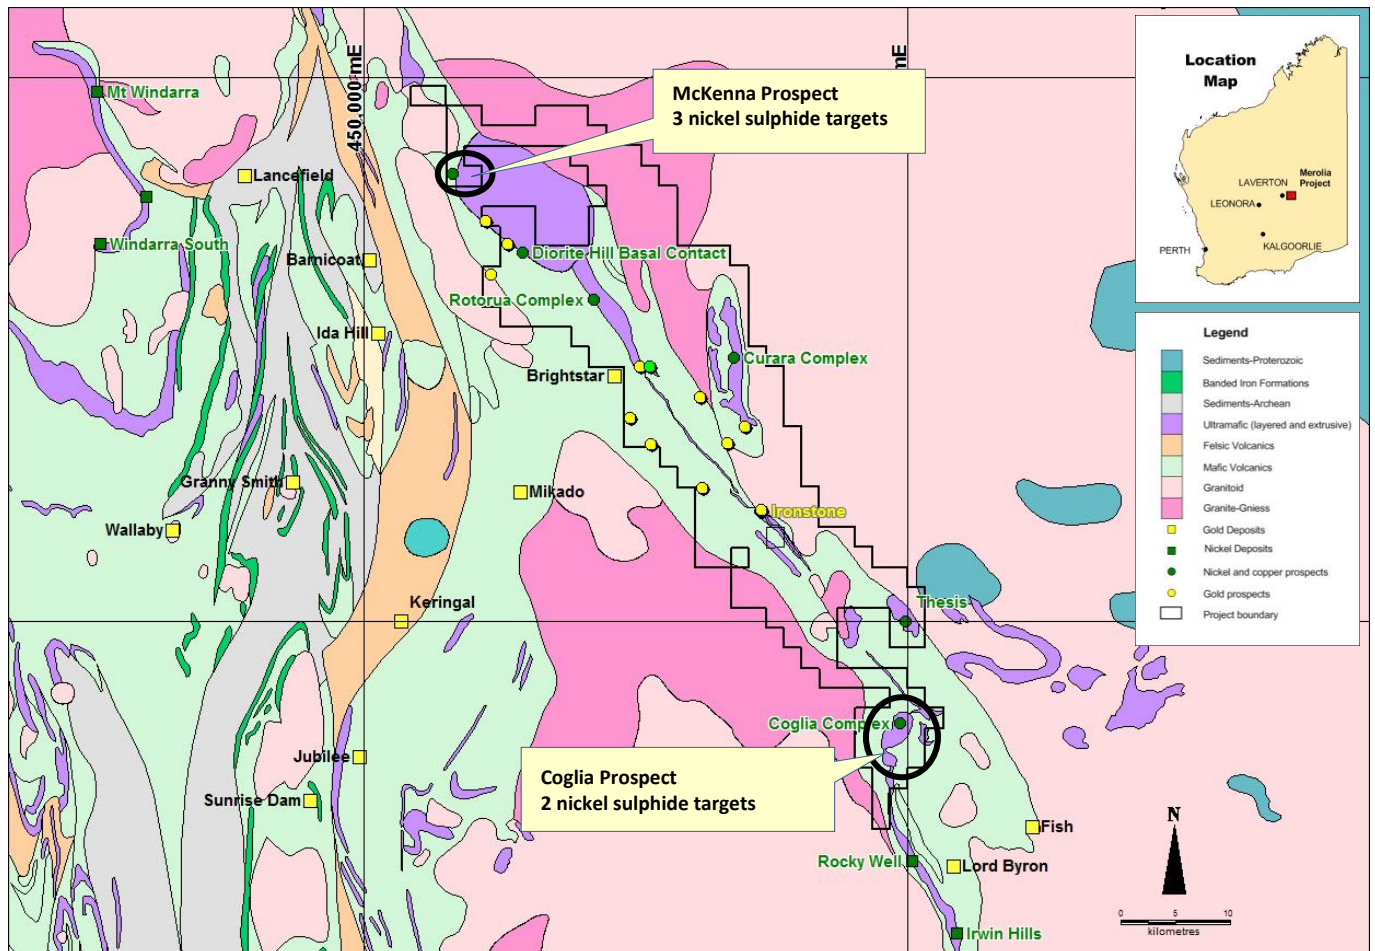 450,000 mE
mE
McKenna Prospect
3 nickel sulphide targets
Mt Windarra
Lancefield
Windarra South
Barnicoat
Diorite Hill Basal Contact
Rotorua Complex
Ida Hill
Curara Complex
Brightstar
Granny Smith
Mikado
Wallaby
Ironstone
Keringal
Thesis
Coglia Complex
Jubilee
Coglia Prospect
2 nickel sulphide targets
Sunrise Dam
Fish
Rocky Well
Lord Byron
Irwin Hills
Location
Map
Merolia
Project
LAVERTON
LEONORA
KALGOORLIE
PERTH
Legend
Sediments-Proterozoic
Banded Iron Formations
Sediments-Archean
Ultramafic (layered and extrusive)
Felsic Volcanics
Mafic Volcanics
Granitoid
Granite-Gniess
Gold Deposits
Nickel Deposits
Nickel and copper prospects
Gold prospects
Project boundary
N
0 5 10
kilometres